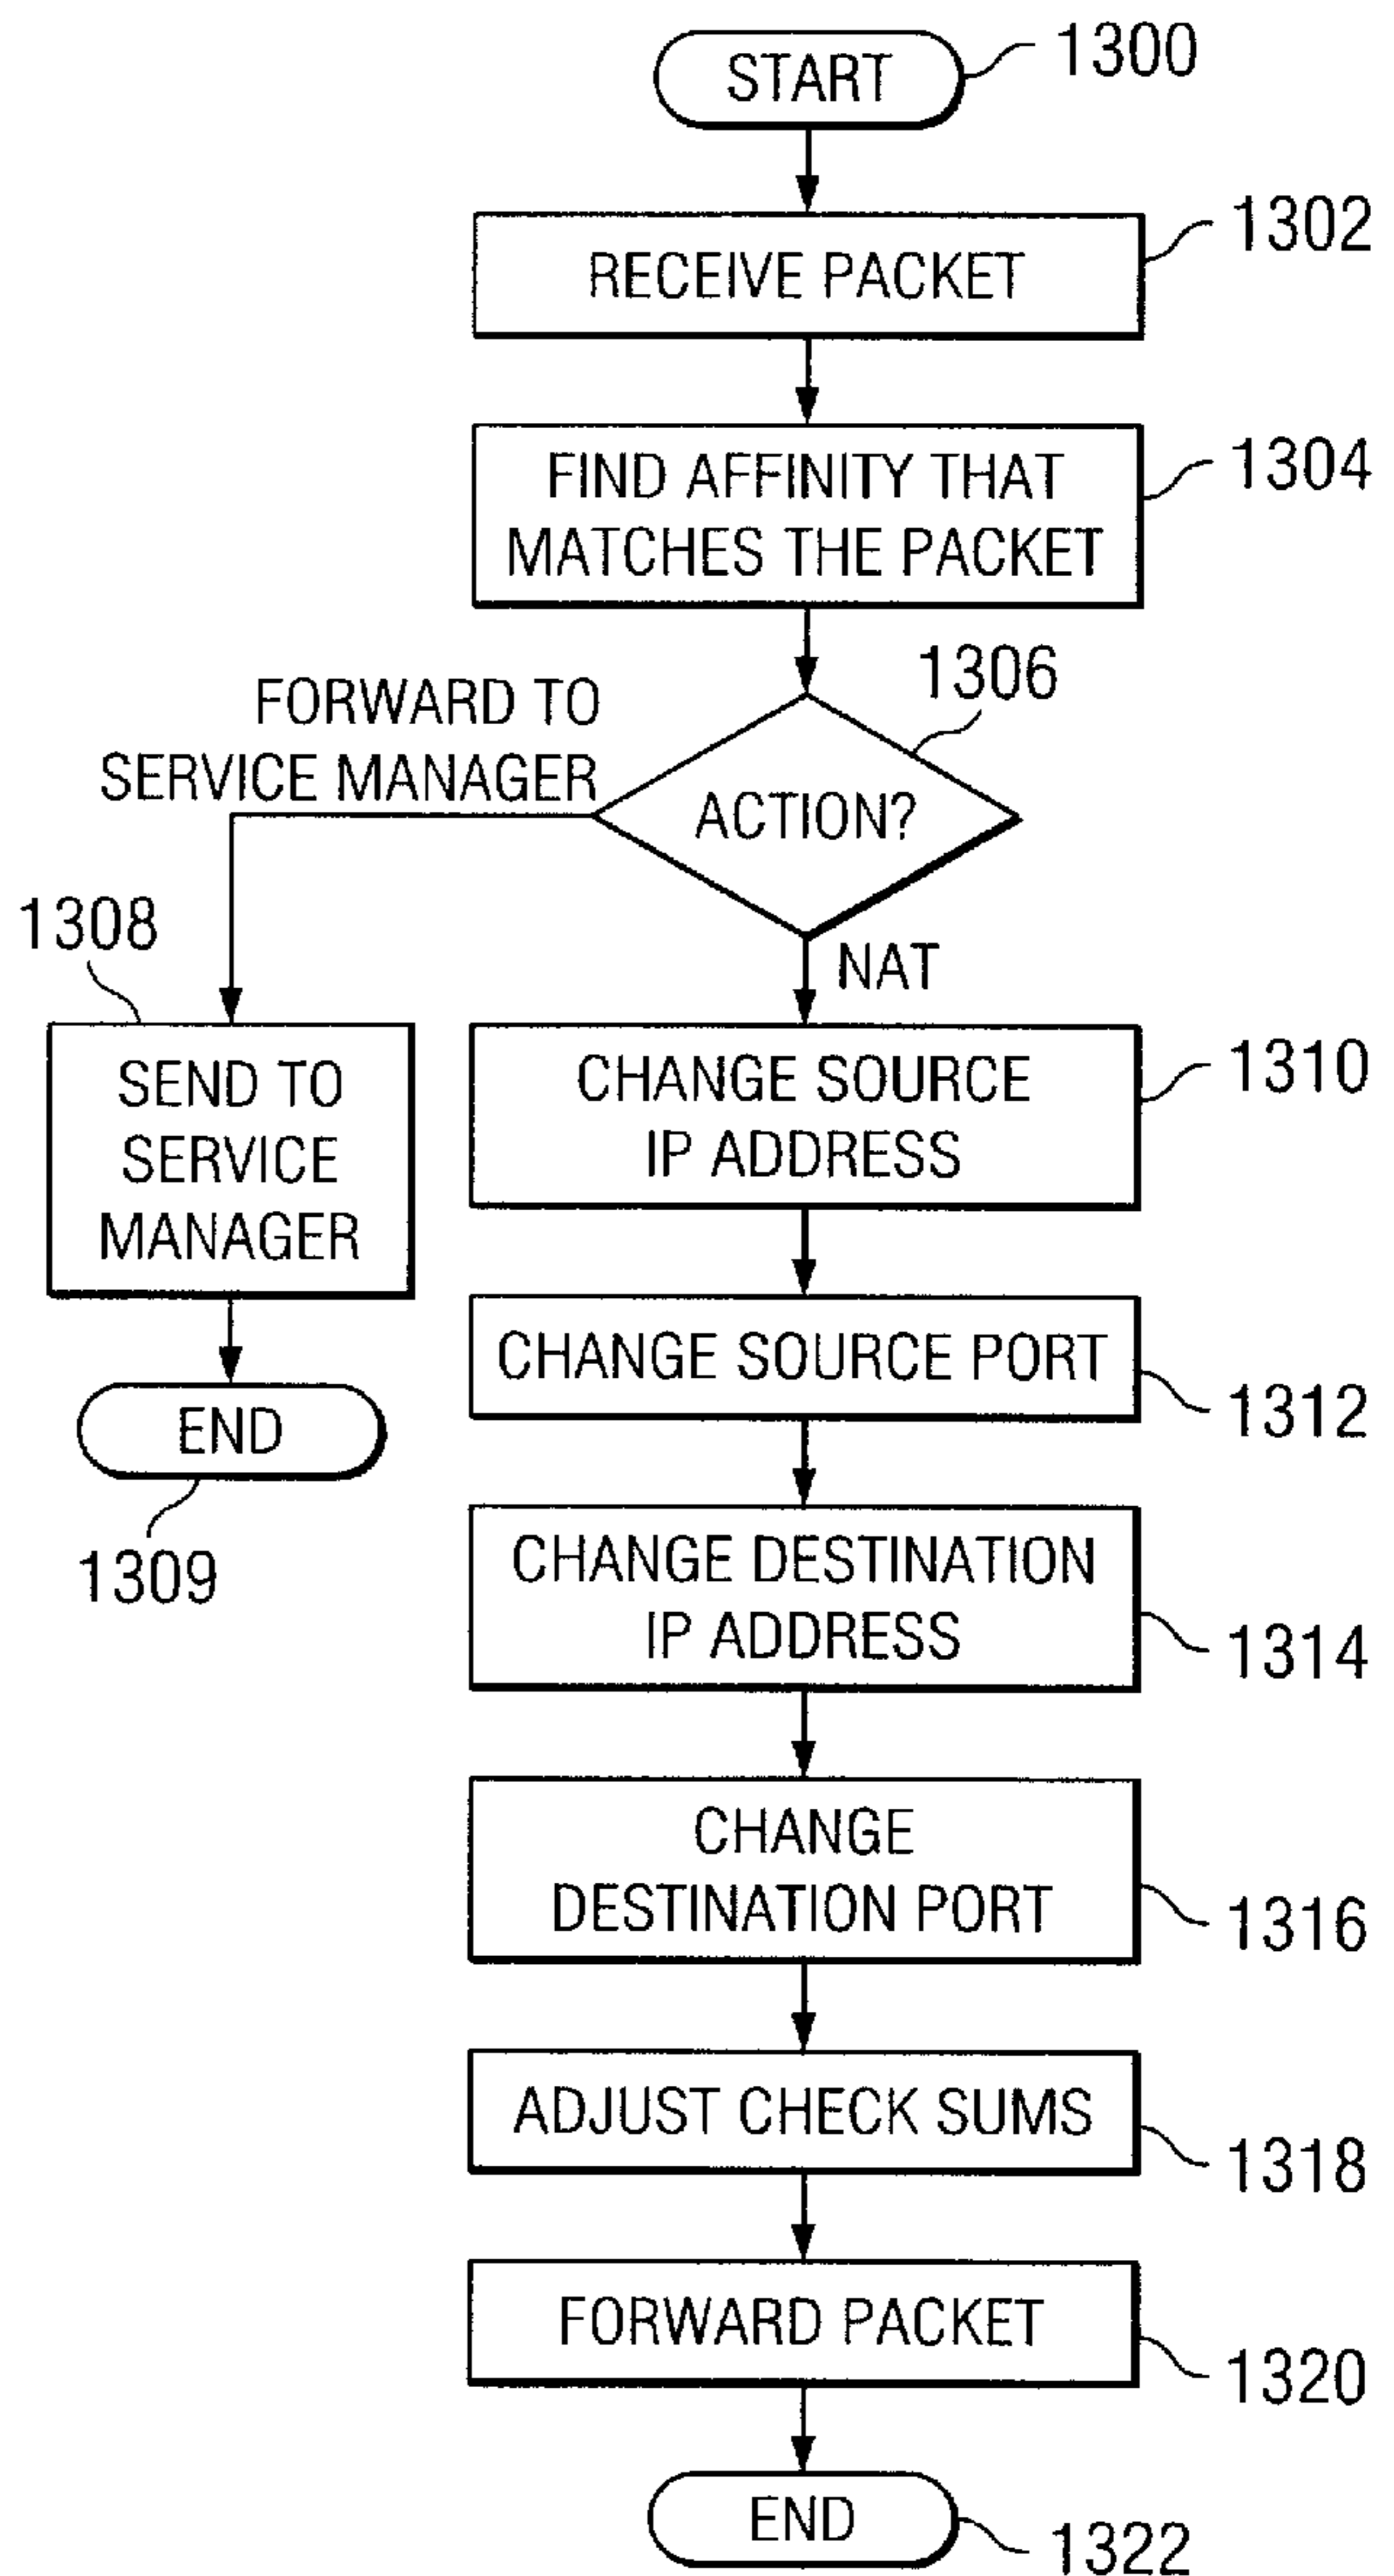 START
1300
1302
RECEIVE PACKET
1304
FIND AFFINITY THAT
MATCHES THE PACKET
1306
FORWARD TO
SERVICE MANAGER
ACTION?
NAT
1308
SEND TO
SERVICE
MANAGER
END
1309
CHANGE SOURCE
IP ADDRESS
1310
CHANGE SOURCE PORT
1312
CHANGE DESTINATION
IP ADDRESS
1314
CHANGE
DESTINATION PORT
1316
ADJUST CHECK SUMS
1318
FORWARD PACKET
1320
END
1322